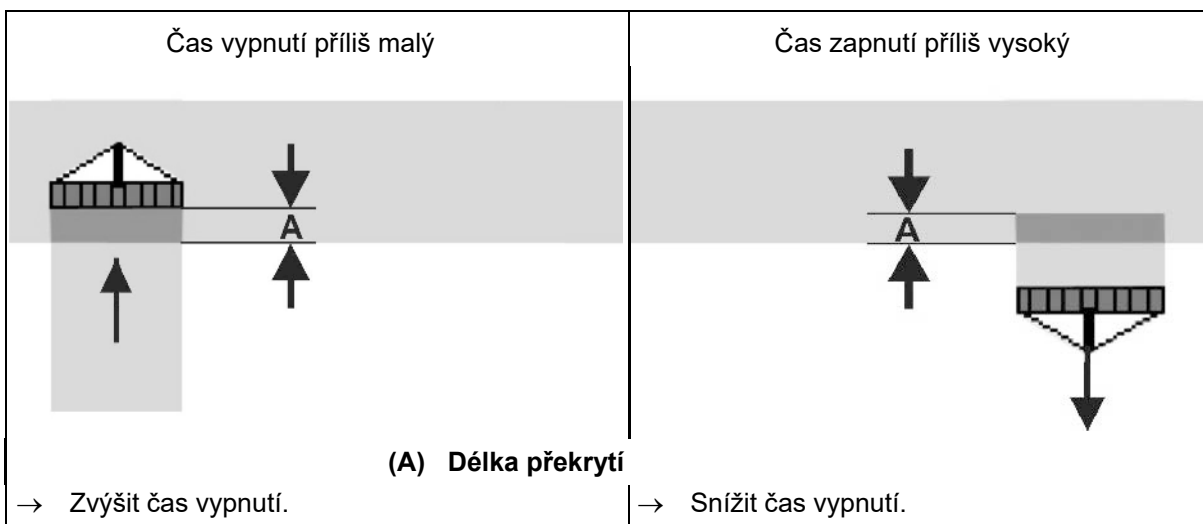 Čas vypnutí příliš malý
Čas zapnutí příliš vysoký
A
A
(A) Délka překrytí
→ Zvýšit čas vypnutí.
→ Snížit čas vypnutí.